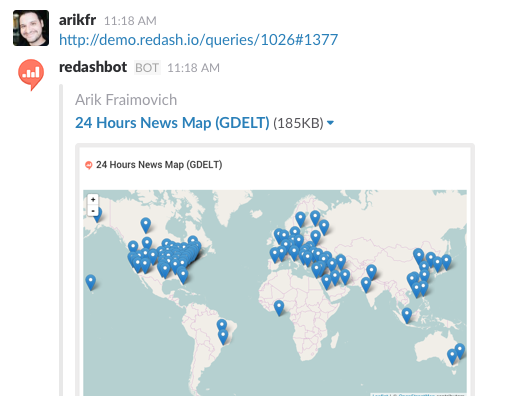 arikfr 11:18 AM
http://demo.redash.io/queries/1026#1377
redashbot BOT 11:18 AM
Arik Fraimovich
24 Hours News Map (GDELT) (185KB)
24 Hours News Map (GDELT)
+
-